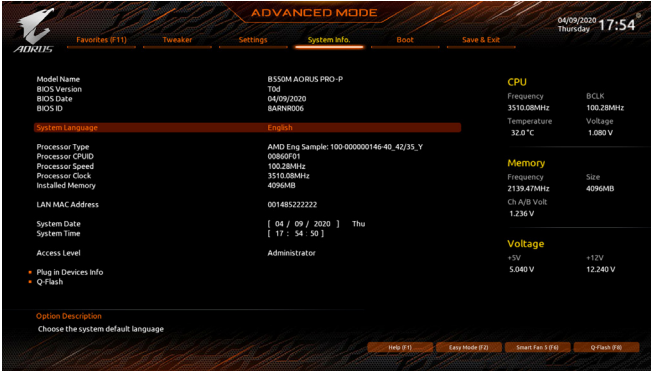 ADVANCED MODE
04/09/2020 Thursday 17:54
AORUS
Favorites (F11) Tweaker Settings System Info. Boot Save & Exit
Model Name B550M AORUS PRO-P
BIOS Version T0d
BIOS Date 04/09/2020
BIOS ID 8ARNR006
System Language English
Processor Type AMD Eng Sample: 100-000000146-40_42/35_Y
Processor CPUID 00860F01
Processor Speed 100.28MHz
Processor Clock 3510.08MHz
Installed Memory 4096MB
LAN MAC Address 001485222222
System Date [ 04 / 09 / 2020 ] Thu
System Time [ 17 : 54 : 50 ]
Access Level Administrator
Plug in Devices Info
Q-Flash
CPU
Frequency BCLK
3510.08MHz 100.28MHz
Temperature Voltage
32.0 °C 1.080 V
Memory
Frequency Size
2139.47MHz 4096MB
Ch A/B Volt
1.236 V
Voltage
+5V +12V
5.040 V 12.240 V
Option Description
Choose the system default language
Help (F1) Easy Mode (F2) Smart Fan 5 (F6) Q-Flash (F8)